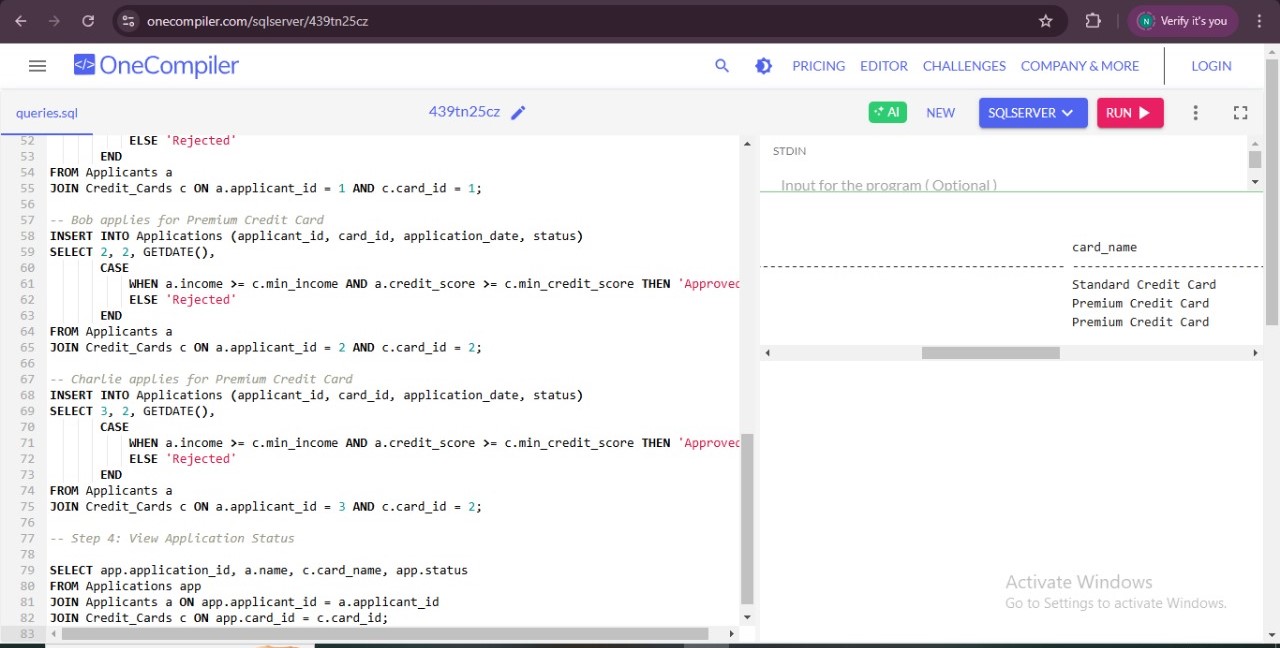 onecompiler.com/sqlserver/439tn25cz
N Verify it's you
</> OneCompiler
PRICING EDITOR CHALLENGES COMPANY & MORE LOGIN
queries.sql
439tn25cz
AI NEW SQLSERVER RUN
52 ELSE 'Rejected'
53 END
54 FROM Applicants a
55 JOIN Credit_Cards c ON a.applicant_id = 1 AND c.card_id = 1;
56
57 -- Bob applies for Premium Credit Card
58 INSERT INTO Applications (applicant_id, card_id, application_date, status)
59 SELECT 2, 2, GETDATE(),
60 CASE
61 WHEN a.income >= c.min_income AND a.credit_score >= c.min_credit_score THEN 'Approved
62 ELSE 'Rejected'
63 END
64 FROM Applicants a
65 JOIN Credit_Cards c ON a.applicant_id = 2 AND c.card_id = 2;
66
67 -- Charlie applies for Premium Credit Card
68 INSERT INTO Applications (applicant_id, card_id, application_date, status)
69 SELECT 3, 2, GETDATE(),
70 CASE
71 WHEN a.income >= c.min_income AND a.credit_score >= c.min_credit_score THEN 'Approved
72 ELSE 'Rejected'
73 END
74 FROM Applicants a
75 JOIN Credit_Cards c ON a.applicant_id = 3 AND c.card_id = 2;
76
77 -- Step 4: View Application Status
78
79 SELECT app.application_id, a.name, c.card_name, app.status
80 FROM Applications app
81 JOIN Applicants a ON app.applicant_id = a.applicant_id
82 JOIN Credit_Cards c ON app.card_id = c.card_id;
83
STDIN
Input for the program ( Optional )
card_name
Standard Credit Card
Premium Credit Card
Premium Credit Card
Activate Windows
Go to Settings to activate Windows.